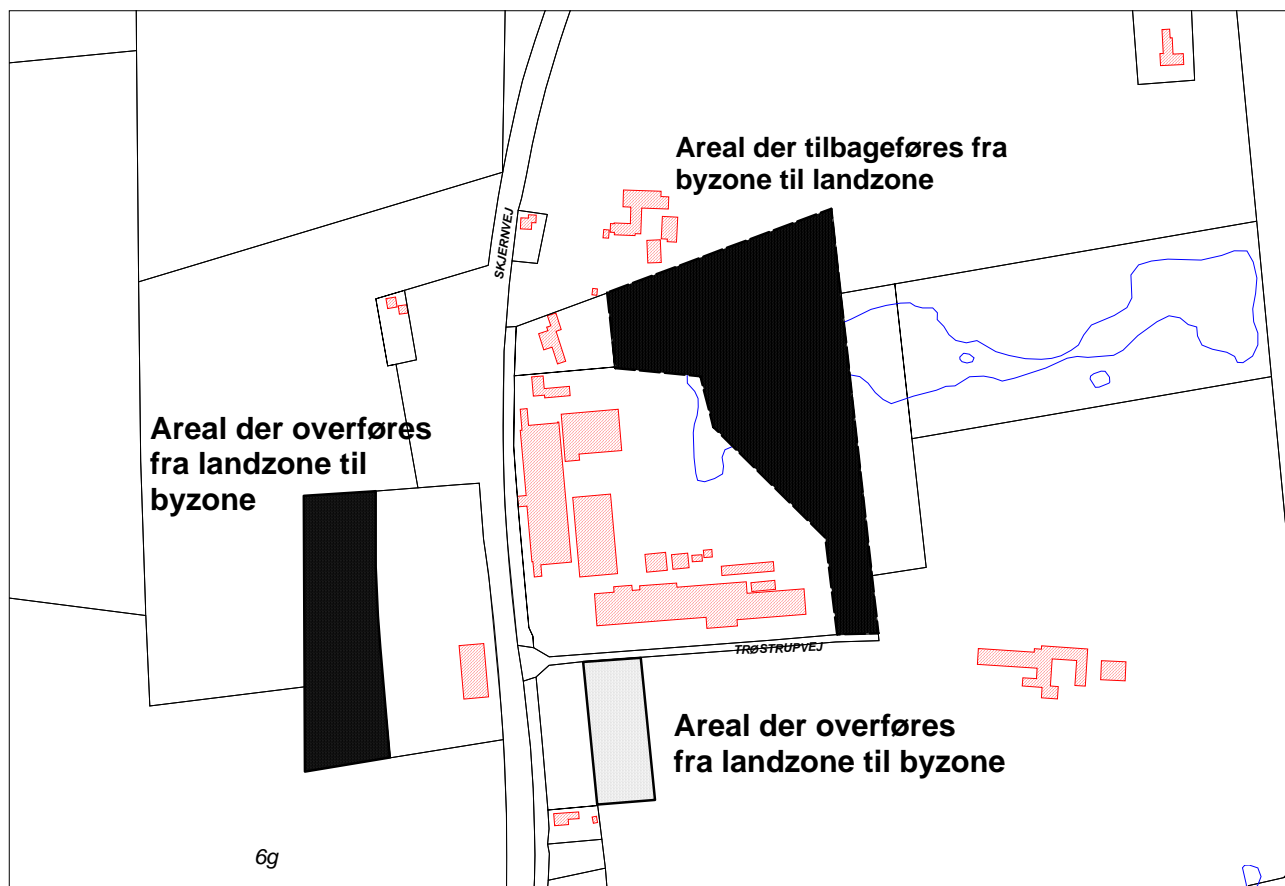 Areal der tilbageføres fra
byzone til landzone
SKJERNVEJ
Areal der overføres
fra landzone til
byzone
TRØSTRUPVEJ
Areal der overføres
fra landzone til byzone
6g